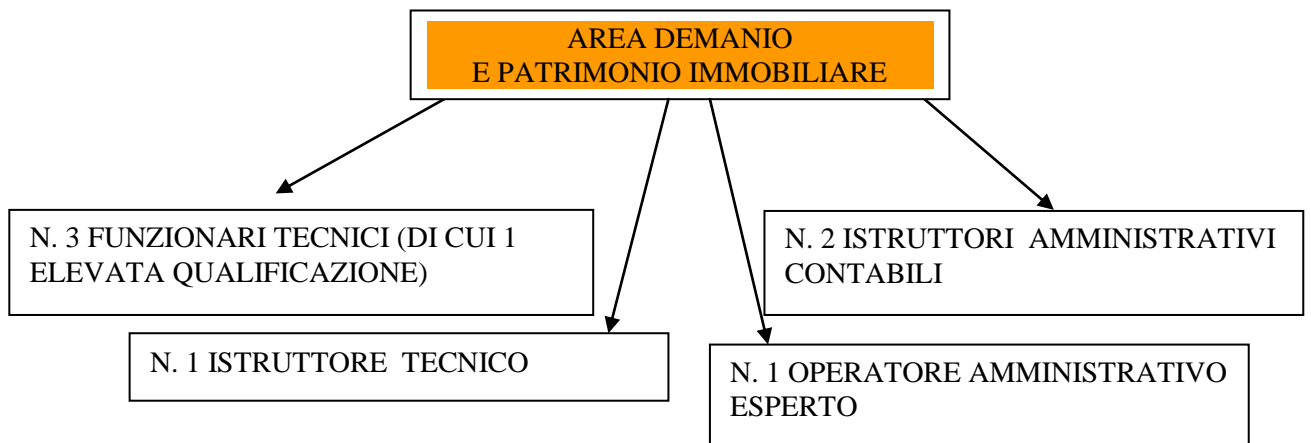 AREA DEMANIO
E PATRIMONIO IMMOBILIARE
N. 3 FUNZIONARI TECNICI (DI CUI 1
ELEVATA QUALIFICAZIONE)
N. 2 ISTRUTTORI AMMINISTRATIVI
CONTABILI
N. 1 ISTRUTTORE TECNICO
N. 1 OPERATORE AMMINISTRATIVO
ESPERTO